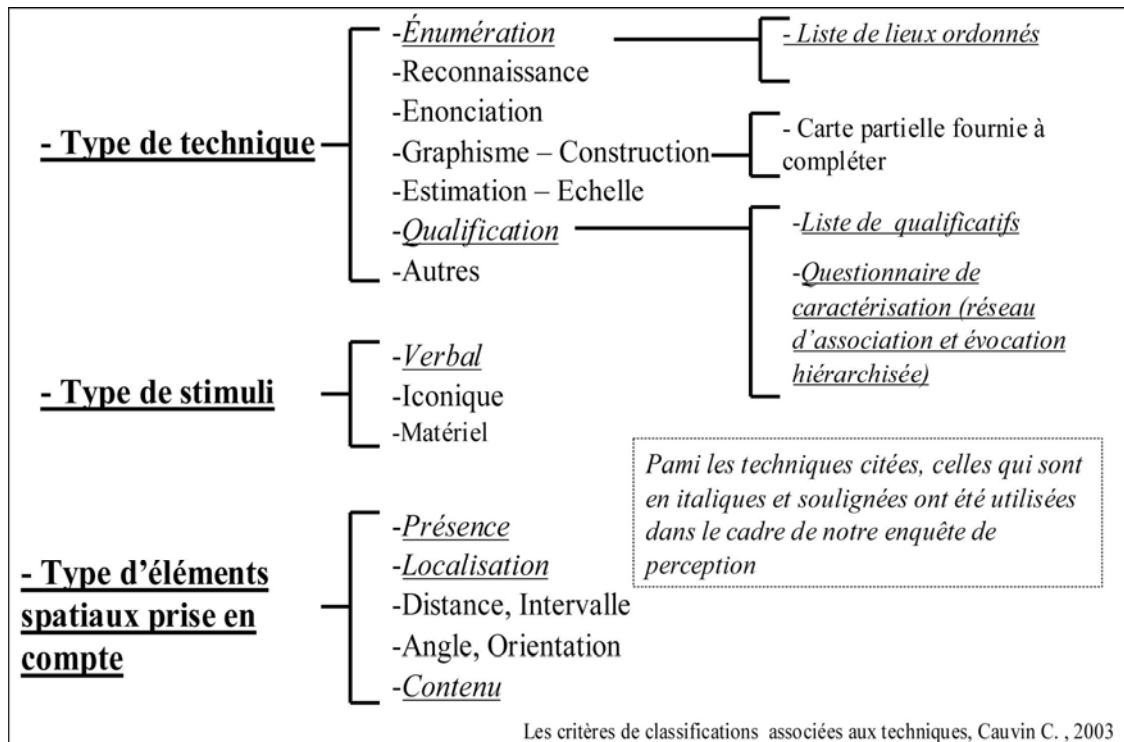 - Type de technique
-Énumération
-Reconnaissance
-Enonciation
-Graphisme – Construction
-Estimation – Echelle
-Qualification
-Autres
- Liste de lieux ordonnés
- Carte partielle fournie à
compléter
-Liste de qualificatifs
-Questionnaire de
caractérisation (réseau
d'association et évocation
hiérarchisée)
- Type de stimuli
-Verbal
-Iconique
-Matériel
Pami les techniques citées, celles qui sont
en italiques et soulignées ont été utilisées
dans le cadre de notre enquête de
perception
- Type d'éléments
spatiaux prise en
compte
-Présence
-Localisation
-Distance, Intervalle
-Angle, Orientation
-Contenu
Les critères de classifications associées aux techniques, Cauvin C. , 2003